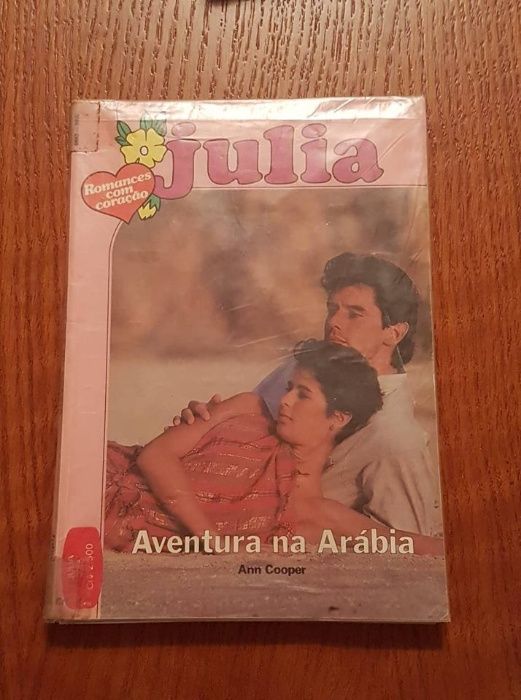 julia
Romances
com
coração
Aventura na Arábia
Ann Cooper